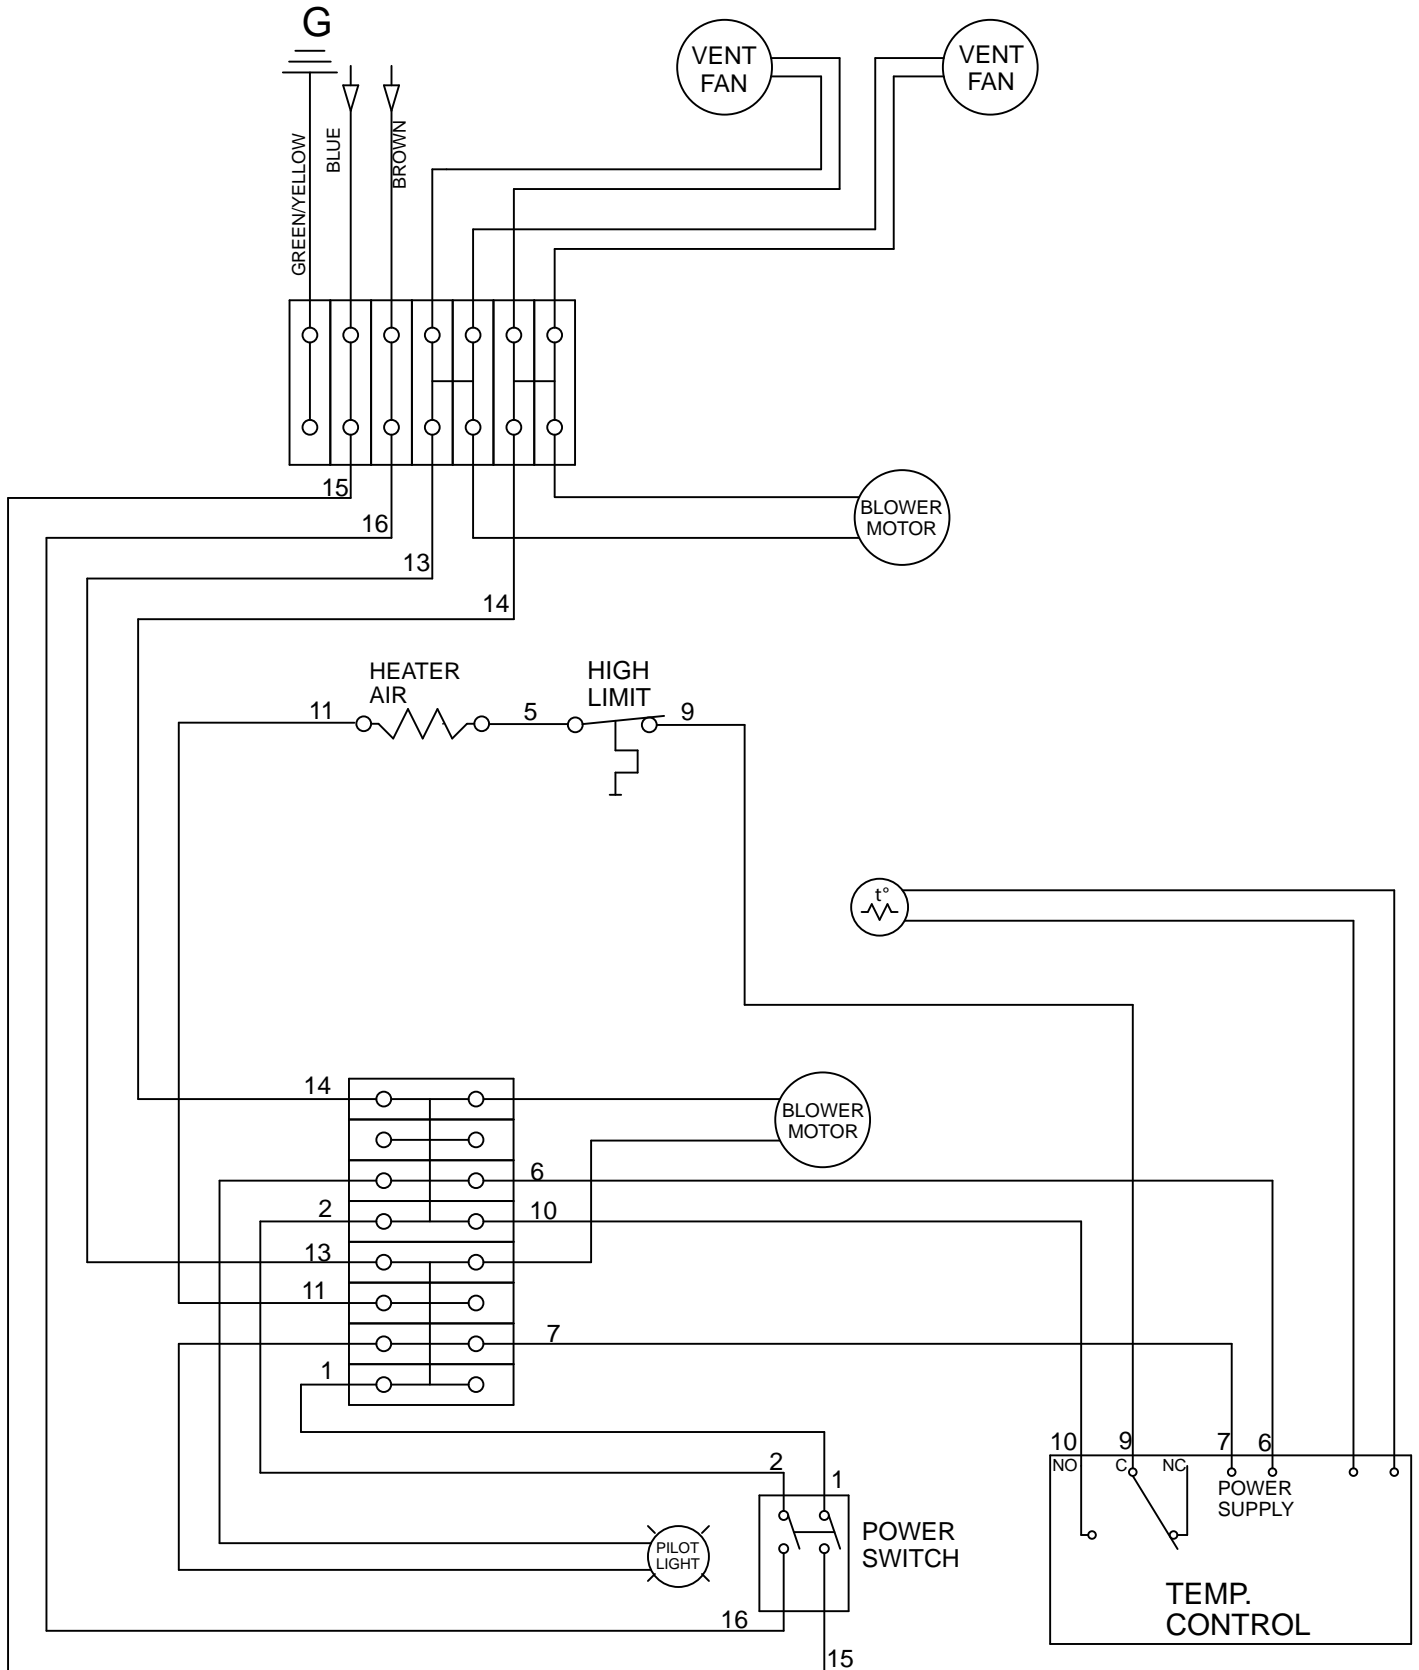 G
VENT
FAN
VENT
FAN
GREEN/YELLOW
BLUE
BROWN
15
16
13
14
BLOWER
MOTOR
HEATER
AIR
HIGH
LIMIT
11
5
9
t°
14
BLOWER
MOTOR
6
2
10
13
11
7
1
10
9
7
6
NO
C
NC
POWER
SUPPLY
2
1
POWER
SWITCH
PILOT
LIGHT
TEMP.
CONTROL
16
15